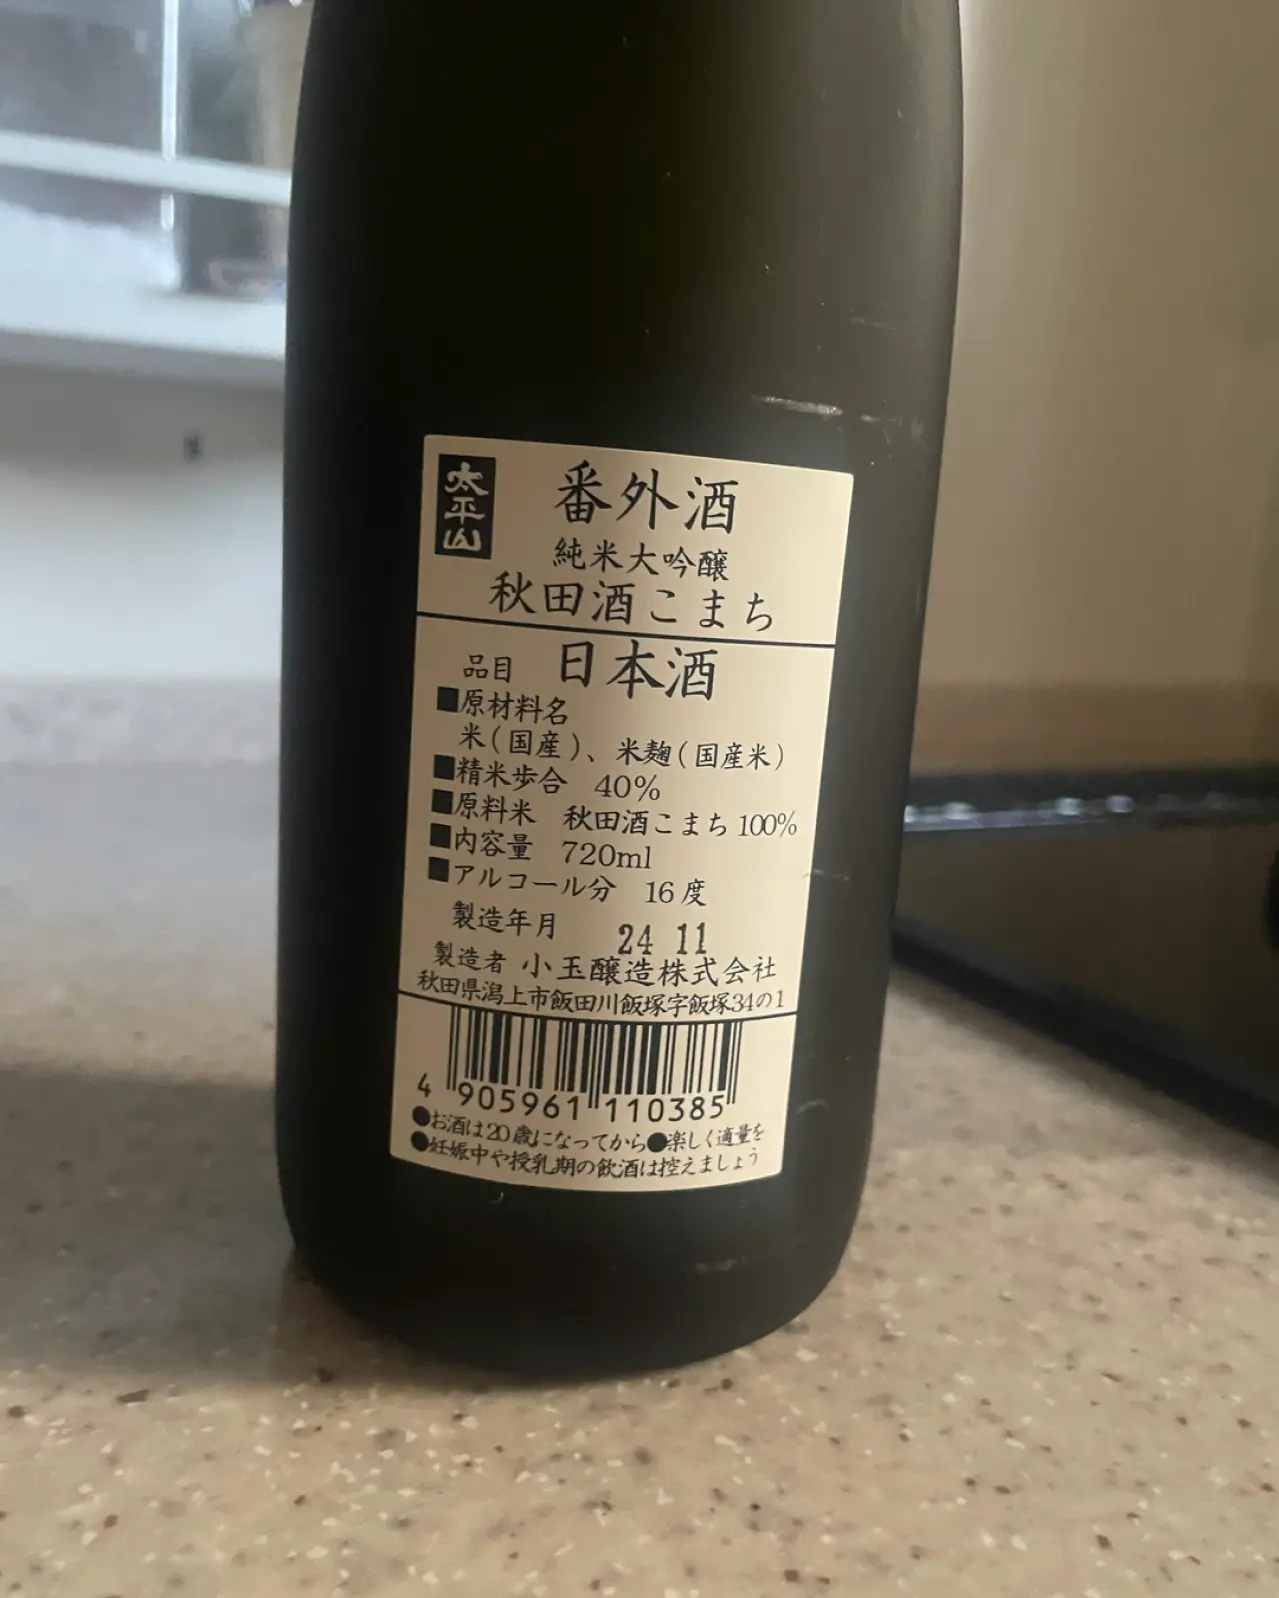 太平山
番外酒
純米大吟醸
秋田酒こまち
品目 日本酒
■原材料名
米(国産)、米麹(国産米)
■精米歩合 40%
■原料米 秋田酒こまち100%
■内容量 720ml
■アルコール分 16度
製造年月 24 11
製造者 小玉醸造株式会社
秋田県潟上市飯田川飯塚字飯塚34の1
4 905961 110385
●お酒は20歳になってから●楽しく適量を
●妊娠中や授乳期の飲酒は控えましょう